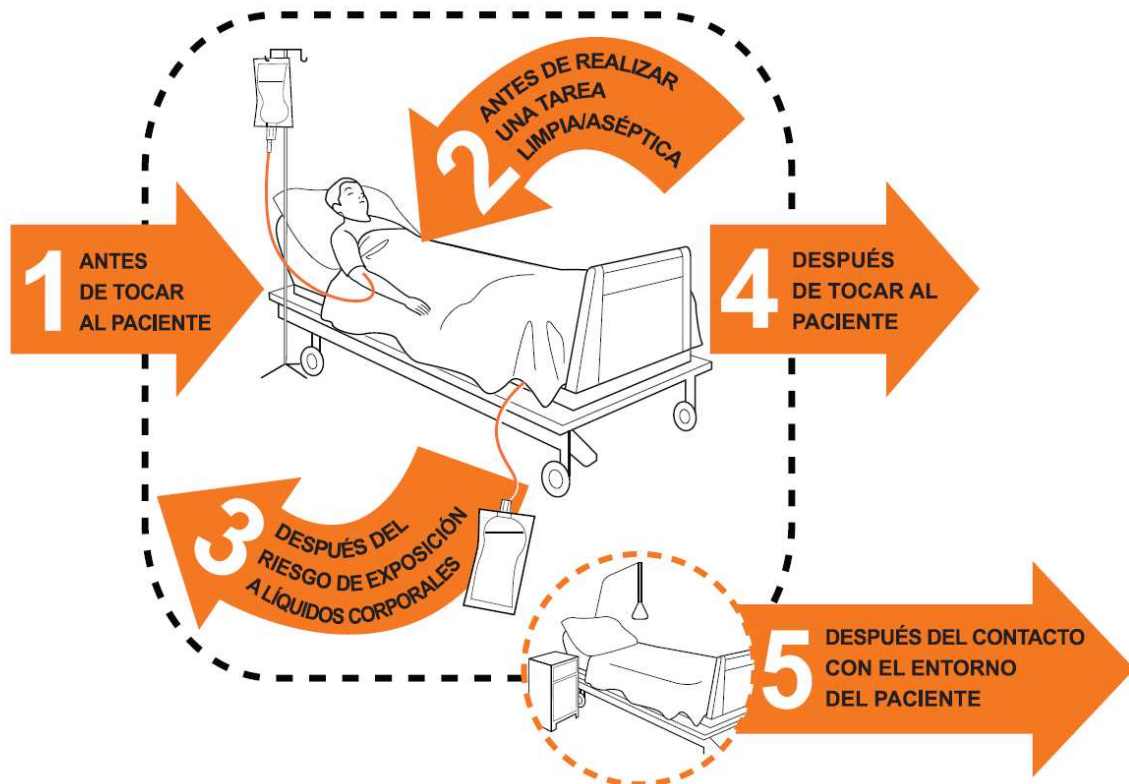 1
ANTES
DE TOCAR
AL PACIENTE
2
ANTES DE REALIZAR
UNA TAREA
LIMPIA/ASÉPTICA
3
DESPUÉS DEL
RIESGO DE EXPOSICIÓN
A LÍQUIDOS CORPORALES
4
DESPUÉS
DE TOCAR AL
PACIENTE
5
DESPUÉS DEL CONTACTO
CON EL ENTORNO
DEL PACIENTE